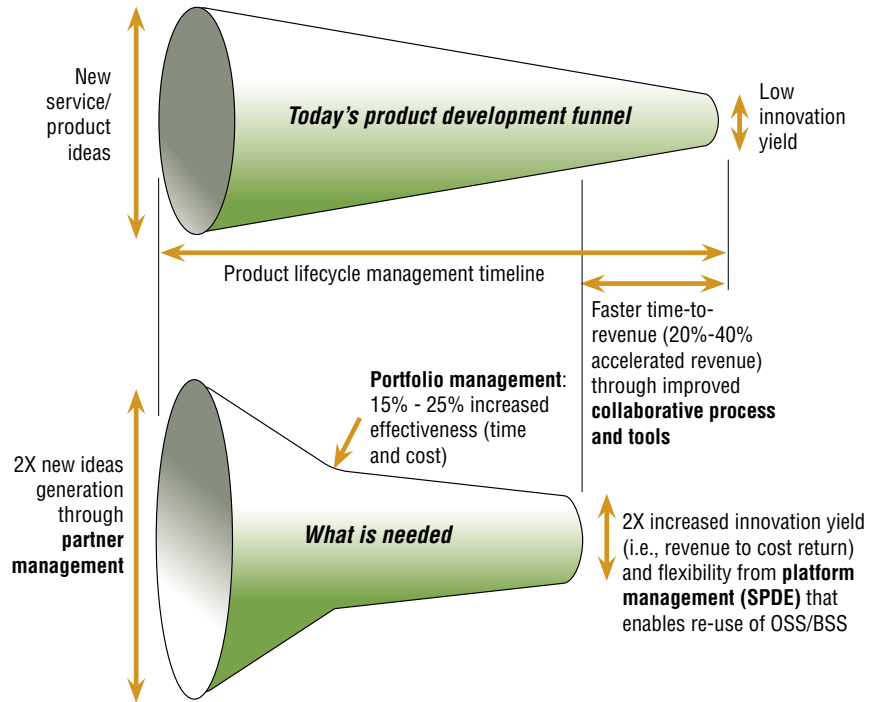 New
service/
product
ideas
Today's product development funnel
Low
innovation
yield
Product lifecycle management timeline
Faster time-to-
revenue (20%-40%
accelerated revenue)
through improved
collaborative process
and tools
Portfolio management:
15% - 25% increased
effectiveness (time
and cost)
2X new ideas
generation
through
partner
management
What is needed
2X increased innovation yield
(i.e., revenue to cost return)
and flexibility from platform
management (SPDE) that
enables re-use of OSS/BSS